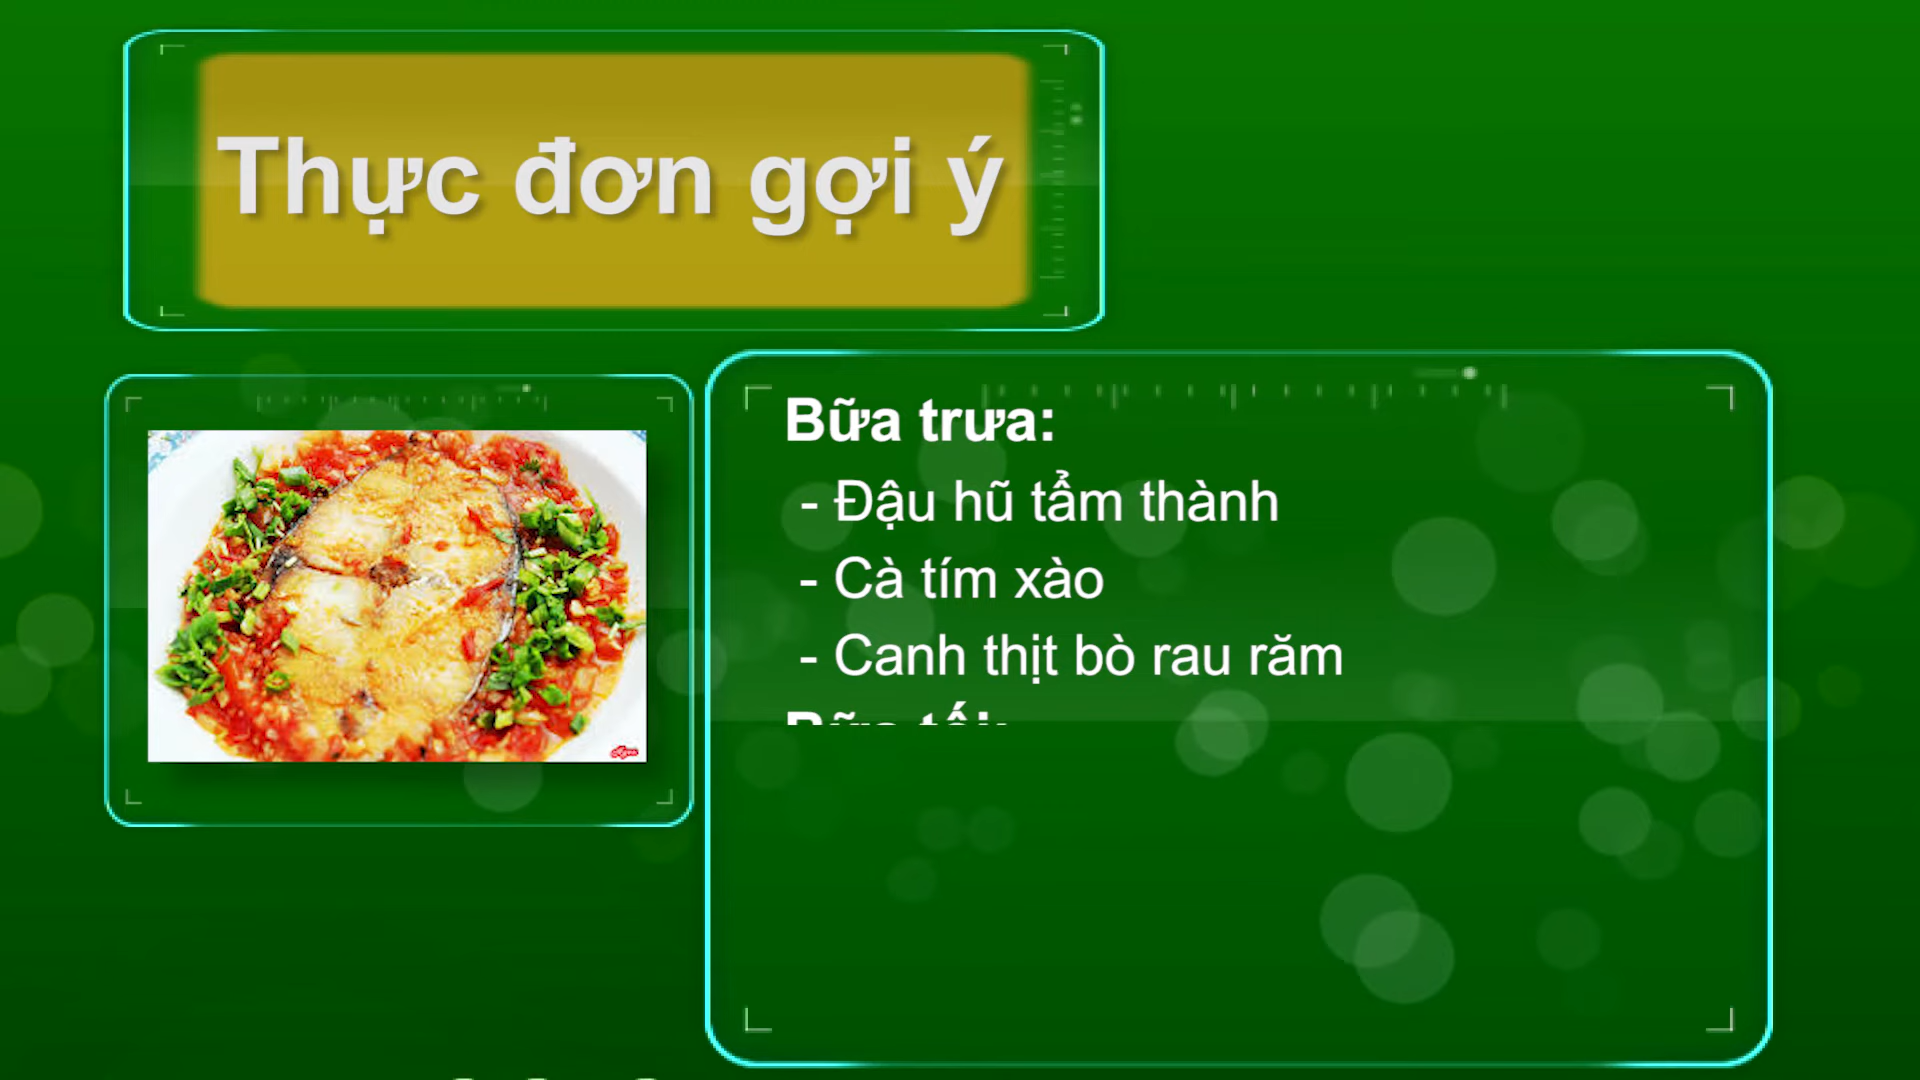 Thực đơn gợi ý
Bữa trưa:
- Đậu hũ tẩm thành
- Cà tím xào
- Canh thịt bò rau răm